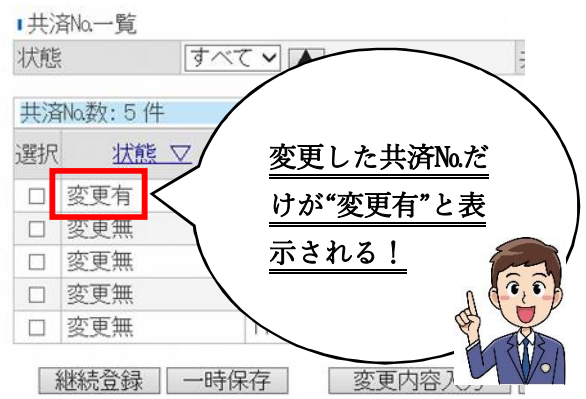 共済№一覧
状態
すべて
▲
共済№数: 5 件
選択
状態 ▽
変更有
変更無
変更無
変更無
変更無
変更した共済№だ
けが“変更有”と表
示される！
継続登録
一時保存
変更内容入力